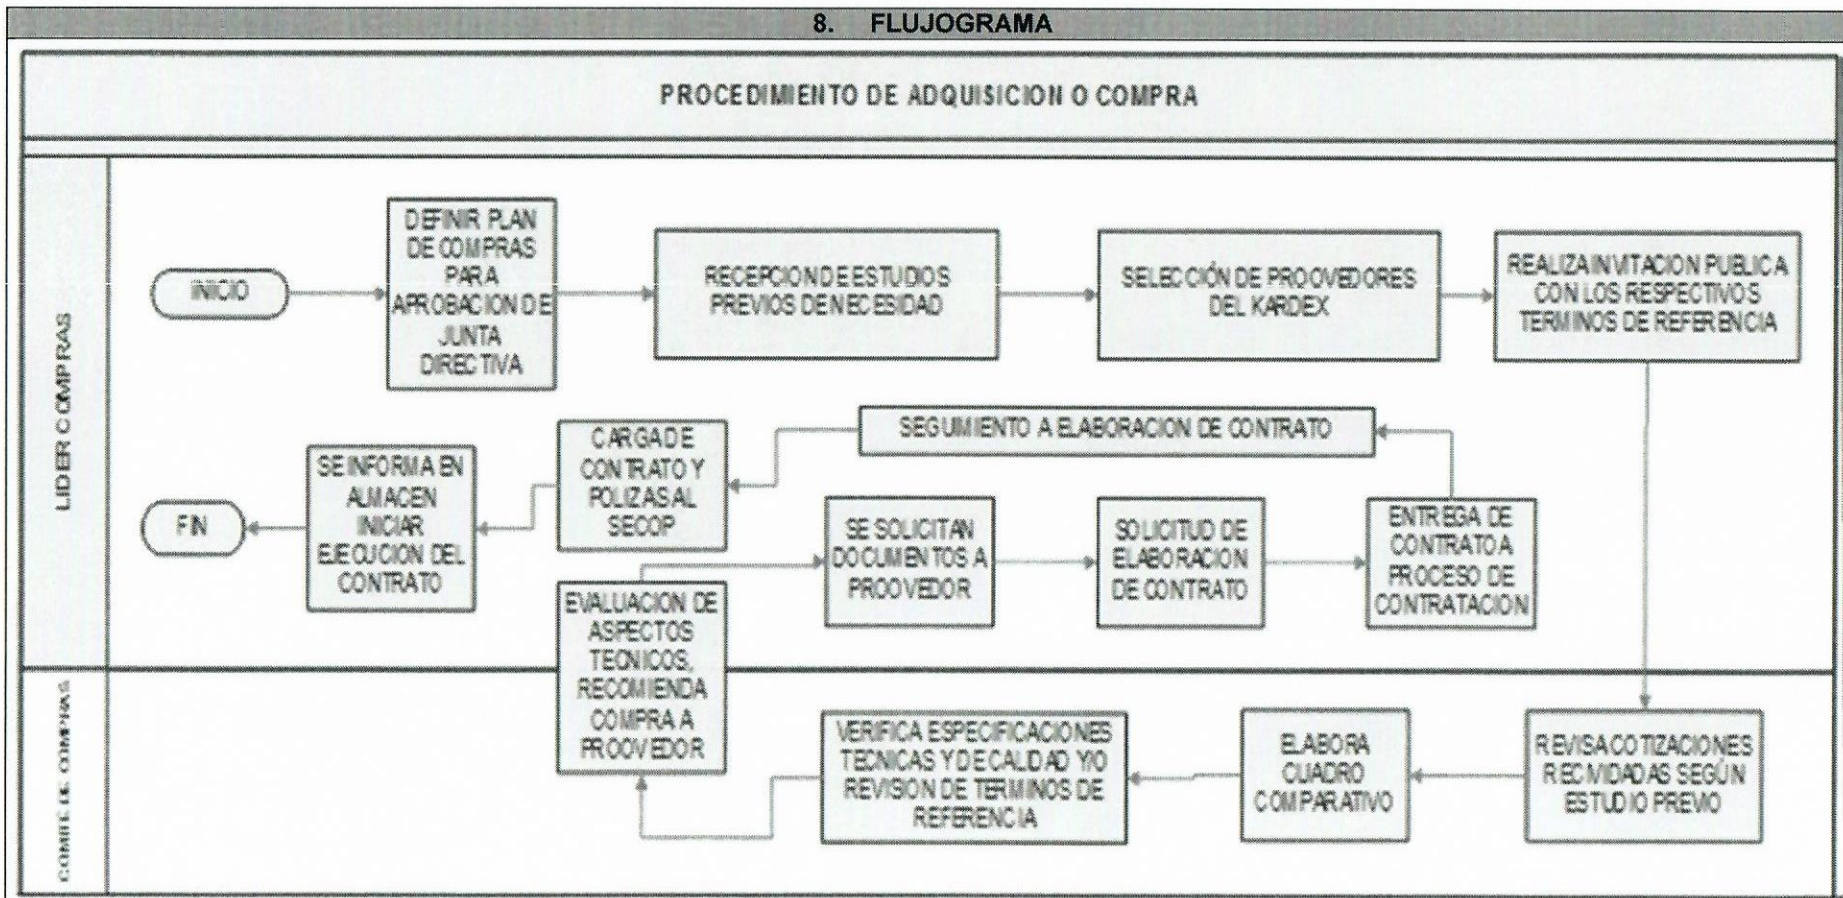 8. FLUJOGRAMA
PROCEDIMIENTO DE ADQUISICION O COMPRA
LIDER COMPRAS
INICIO
DEFINIR PLAN
DE COMPRAS
PARA
APROBACION DE
JUNTA
DIRECTIVA
RECEPCION DE ESTUDIOS
PREVIOS DE NECESIDAD
SELECCIÓN DE PROOVEDORES
DEL KARDEX
REALIZA INVITACION PUBLICA
CON LOS RESPECTIVOS
TERMINOS DE REFERENCIA
SEGUIMIENTO A ELABORACION DE CONTRATO
CARGA DE
CONTRATO Y
POLIZAS AL
SECOP
SE INFORMA EN
ALMACEN
INICIAR
EJECUCION DEL
CONTRATO
FIN
SE SOLICITAN
DOCUMENTOS A
PROOVEDOR
SOLICITUD DE
ELABORACION
DE CONTRATO
ENTREGA DE
CONTRATO A
PROCESO DE
CONTRATACION
EVALUACION DE
ASPECTOS
TECNICOS,
RECOMIENDA
COMPRA A
PROOVEDOR
COMITE DE COMPRAS
VERIFICA ESPECIFICACIONES
TECNICAS Y DE CALIDAD Y/O
REVISION DE TERMINOS DE
REFERENCIA
ELABORA
CUADRO
COMPARATIVO
REVISA COTIZACIONES
RECIVIDADAS SEGÚN
ESTUDIO PREVIO